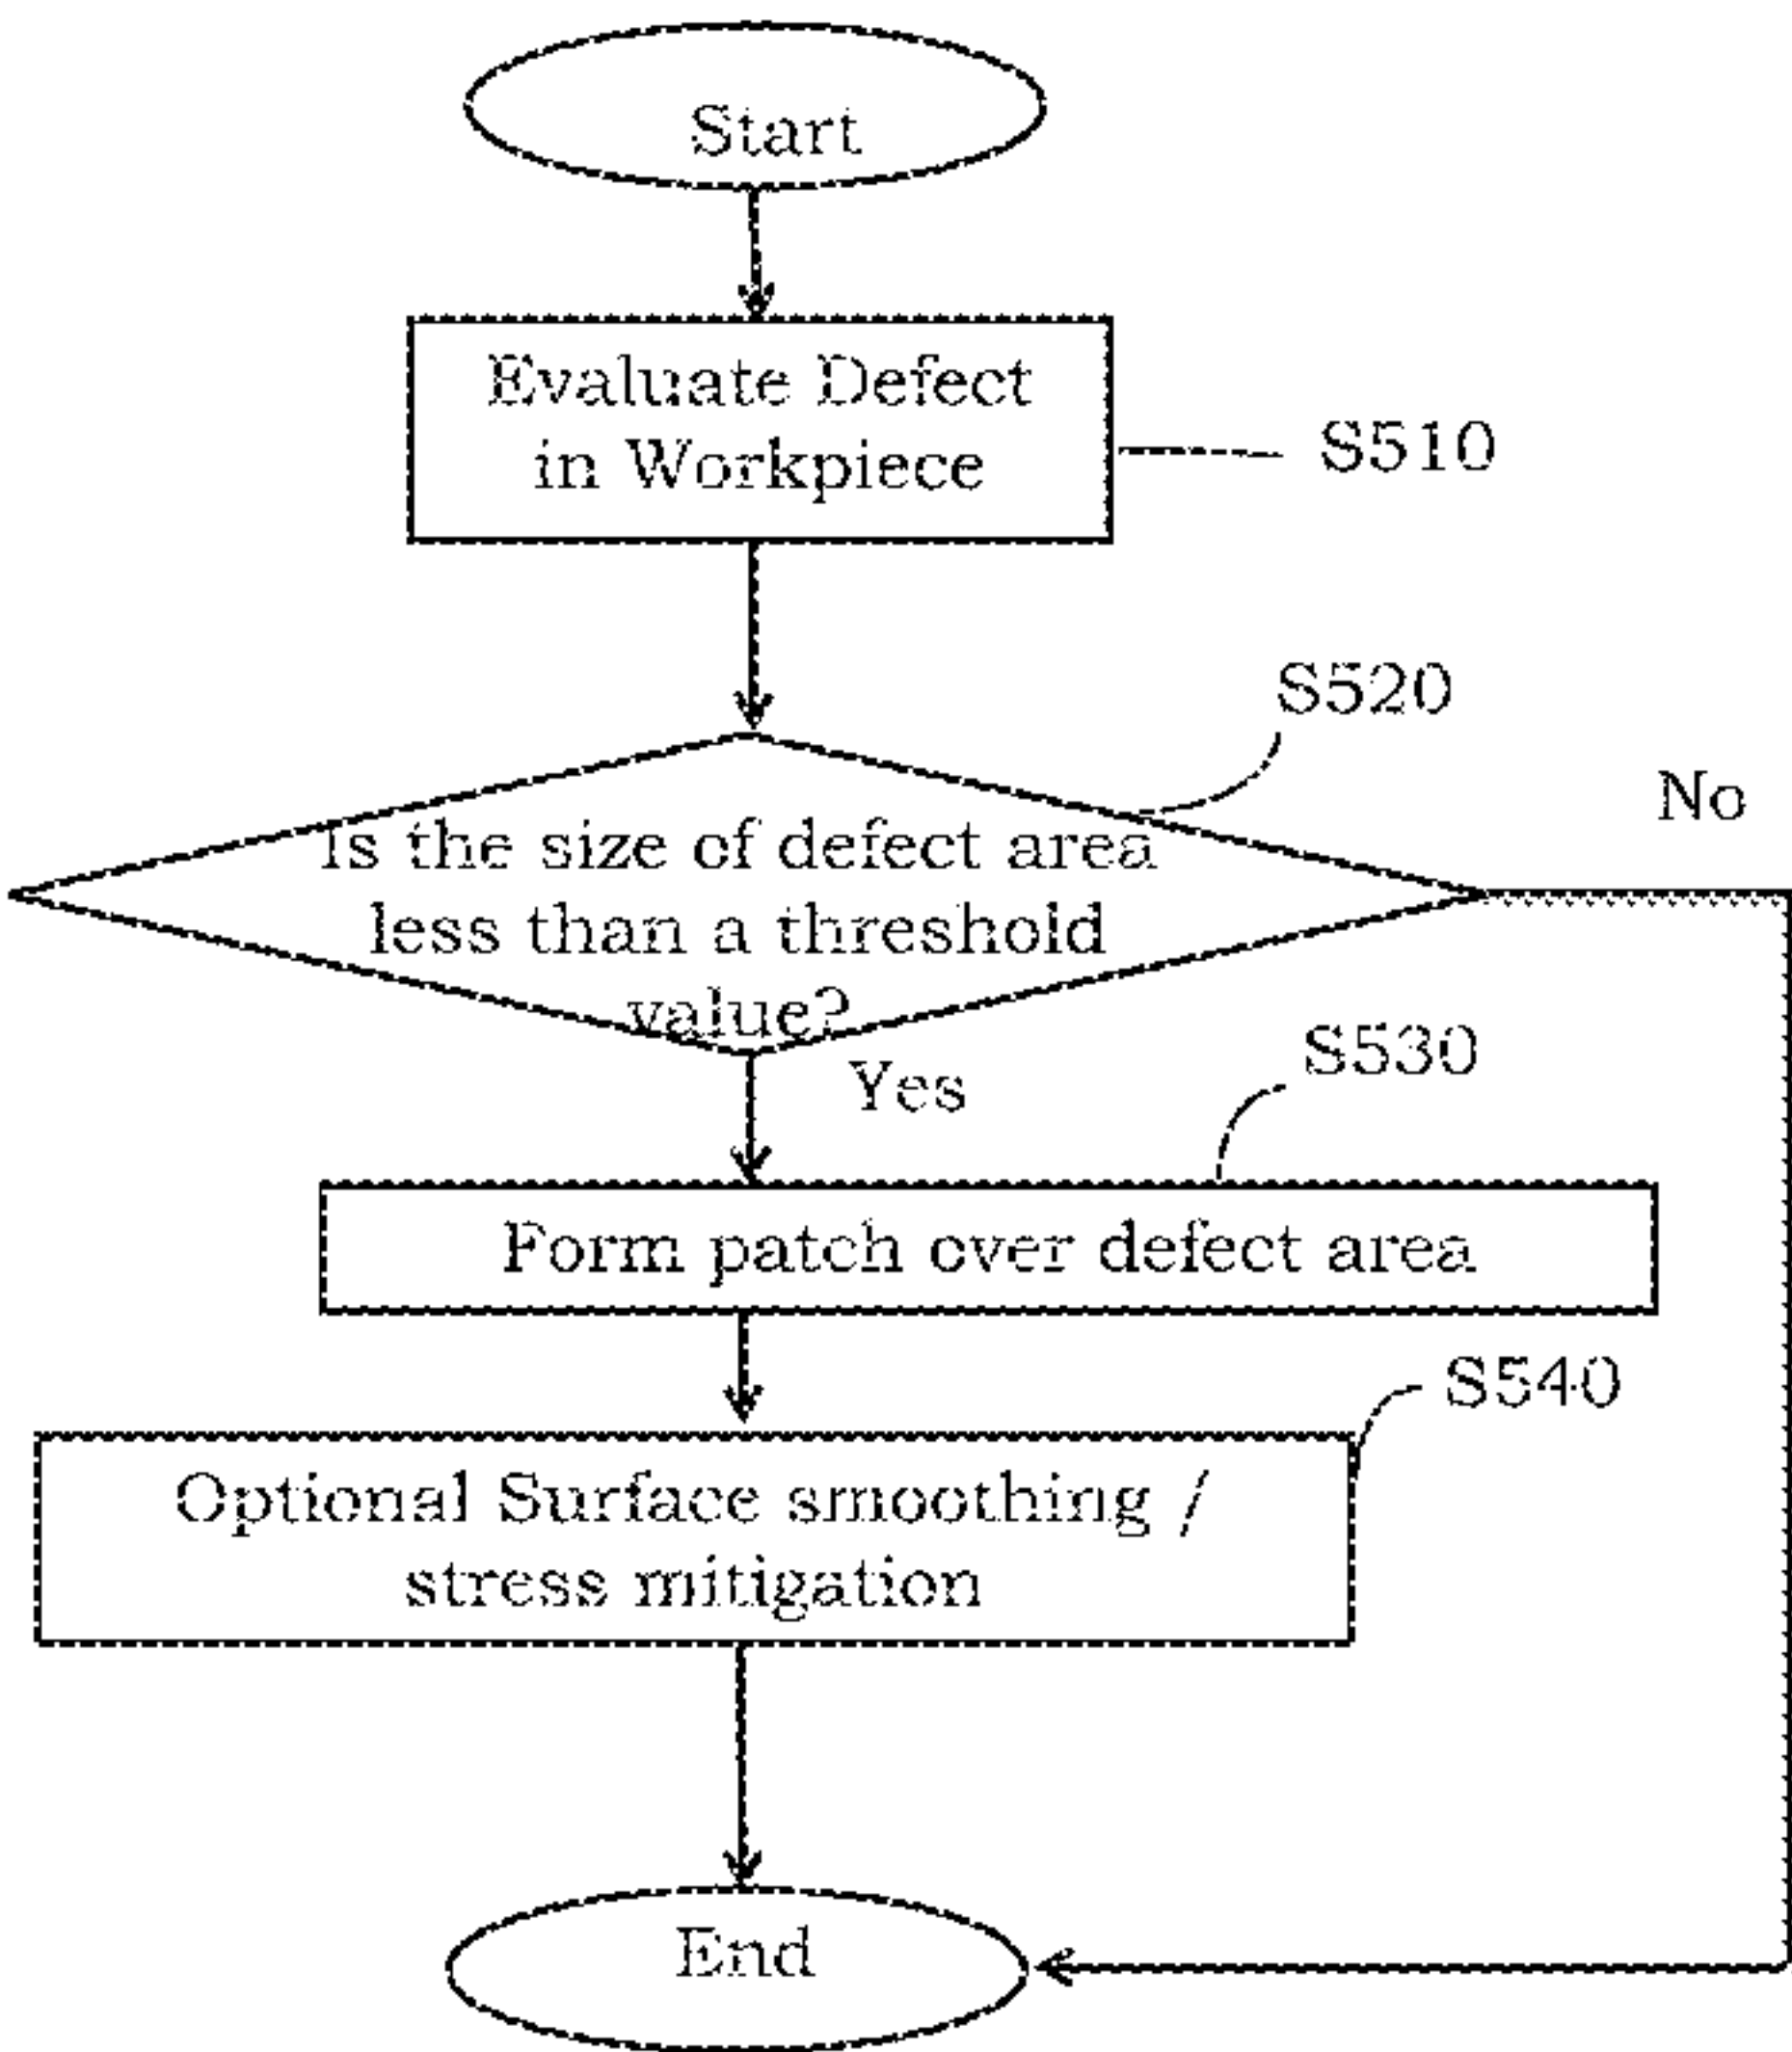 Start
Evaluate Defect
in Workpiece
S510
S520
No
Is the size of defect area
less than a threshold
value?
Yes
S530
Form patch over defect area
S540
Optional Surface smoothing /
stress mitigation
End